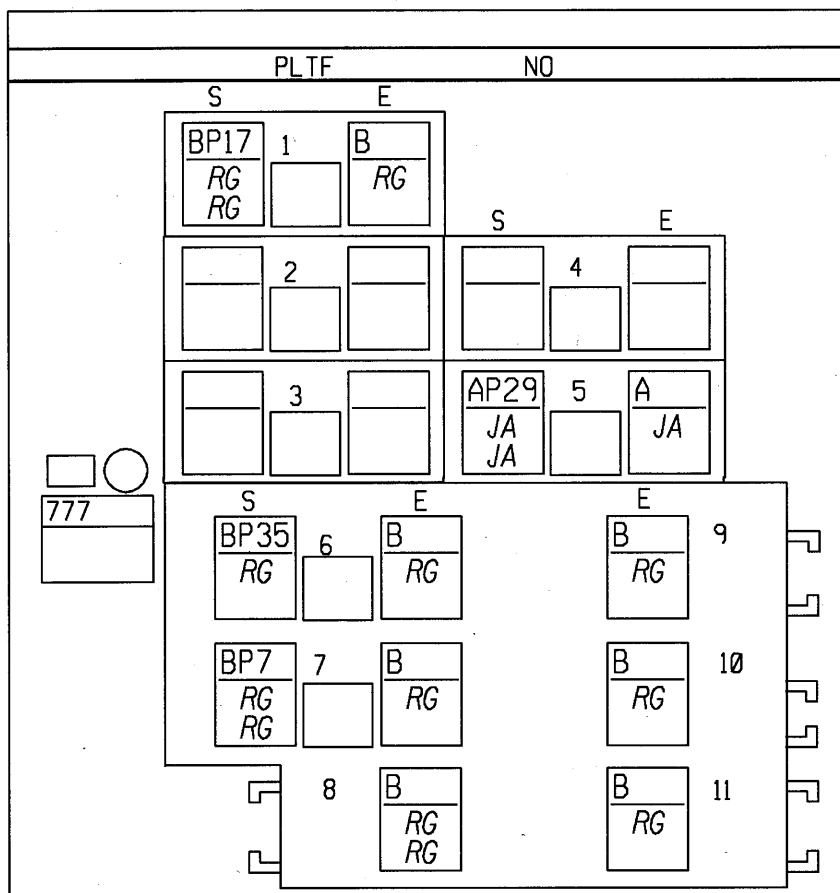 PLTF NO
S E
BP17 1 B
RG RG
RG
S E
2 4
3 AP29 5 A
JA JA
JA
777
S E E
BP35 6 B B 9
RG RG RG
BP7 7 B B 10
RG RG RG
RG
8 B B 11
RG RG
RG